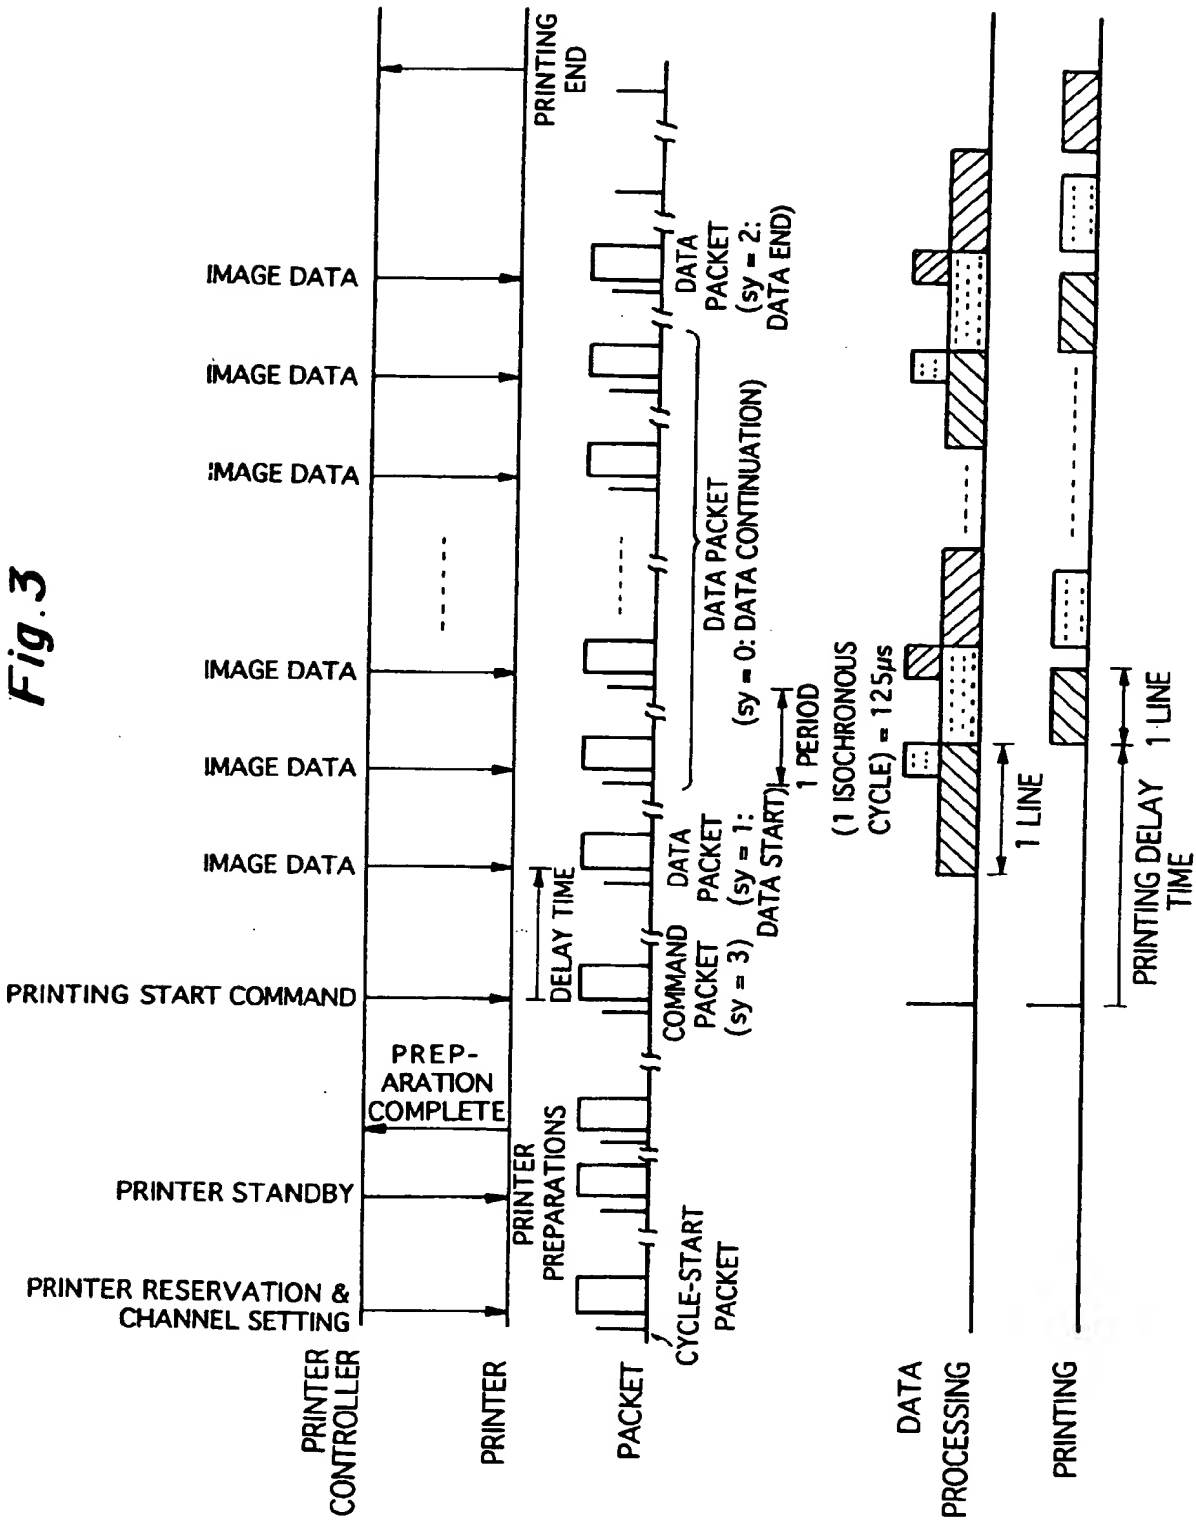 Fig. 3
PRINTER RESERVATION &
CHANNEL SETTING
PRINTER STANDBY
PREP-
ARATION
COMPLETE
PRINTING START COMMAND
IMAGE DATA
IMAGE DATA
IMAGE DATA
IMAGE DATA
IMAGE DATA
IMAGE DATA
PRINTER
CONTROLLER
PRINTER
PRINTER
PREPARATIONS
DELAY TIME
PRINTING
END
PACKET
CYCLE-START
PACKET
COMMAND
PACKET
(sy = 3)
DATA
PACKET
(sy = 1:
DATA START)
DATA PACKET
(sy = 0: DATA CONTINUATION)
DATA
PACKET
(sy = 2:
DATA END)
1 PERIOD
(1 ISOCHRONOUS
CYCLE) = 125µs
DATA
PROCESSING
1 LINE
PRINTING
PRINTING DELAY
TIME
1 LINE